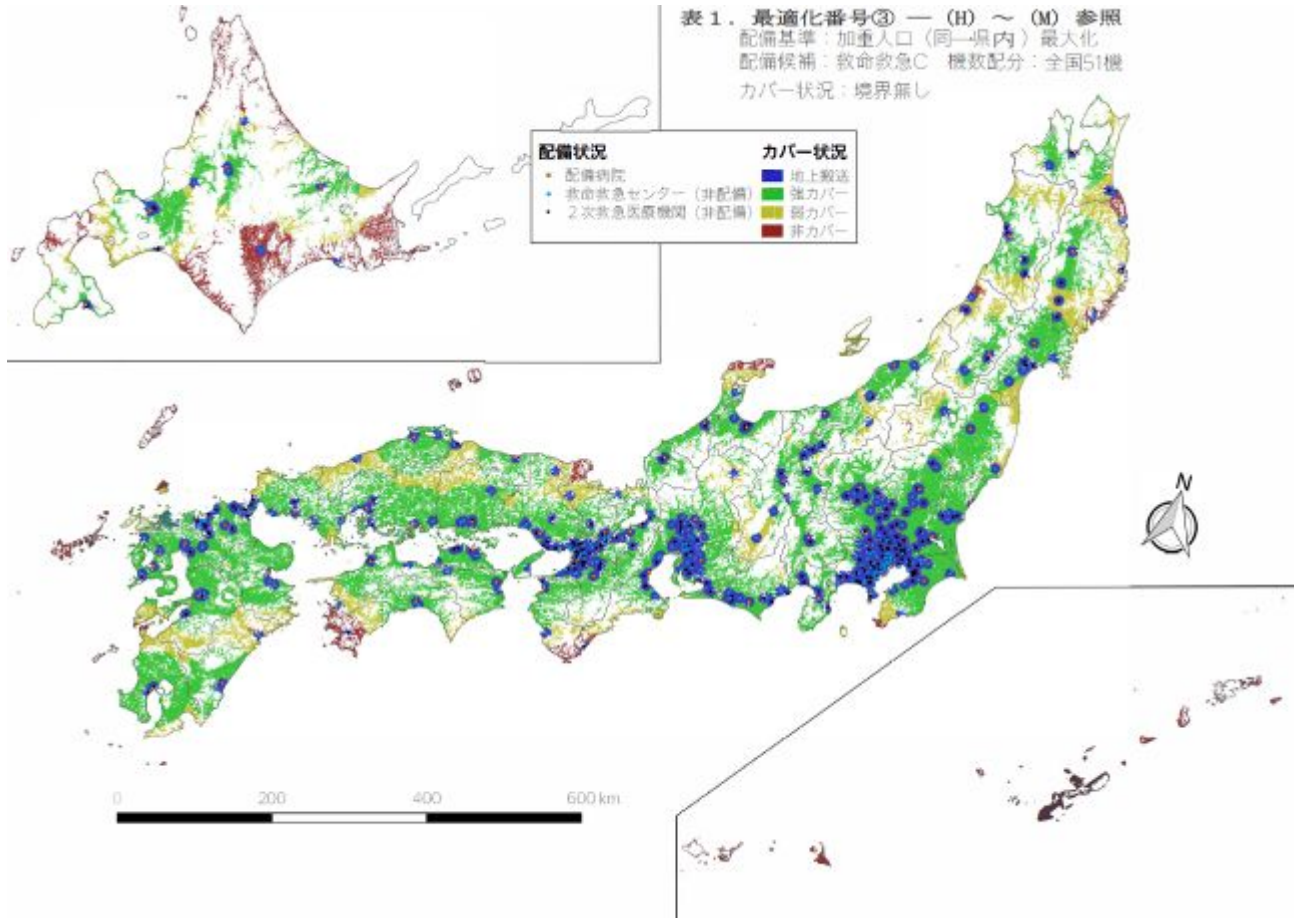 表１．最適化番号③ ― (H) ～ (M) 参照
配備基準：加重人口（同一県内）最大化
配備候補：救命救急C 機数配分：全国51機
カバー状況：境界無し
配備状況
配備病院
救命救急センター（非配備）
２次救急医療機関（非配備）
カバー状況
地上搬送
強カバー
弱カバー
非カバー
N
0 200 400 600 km